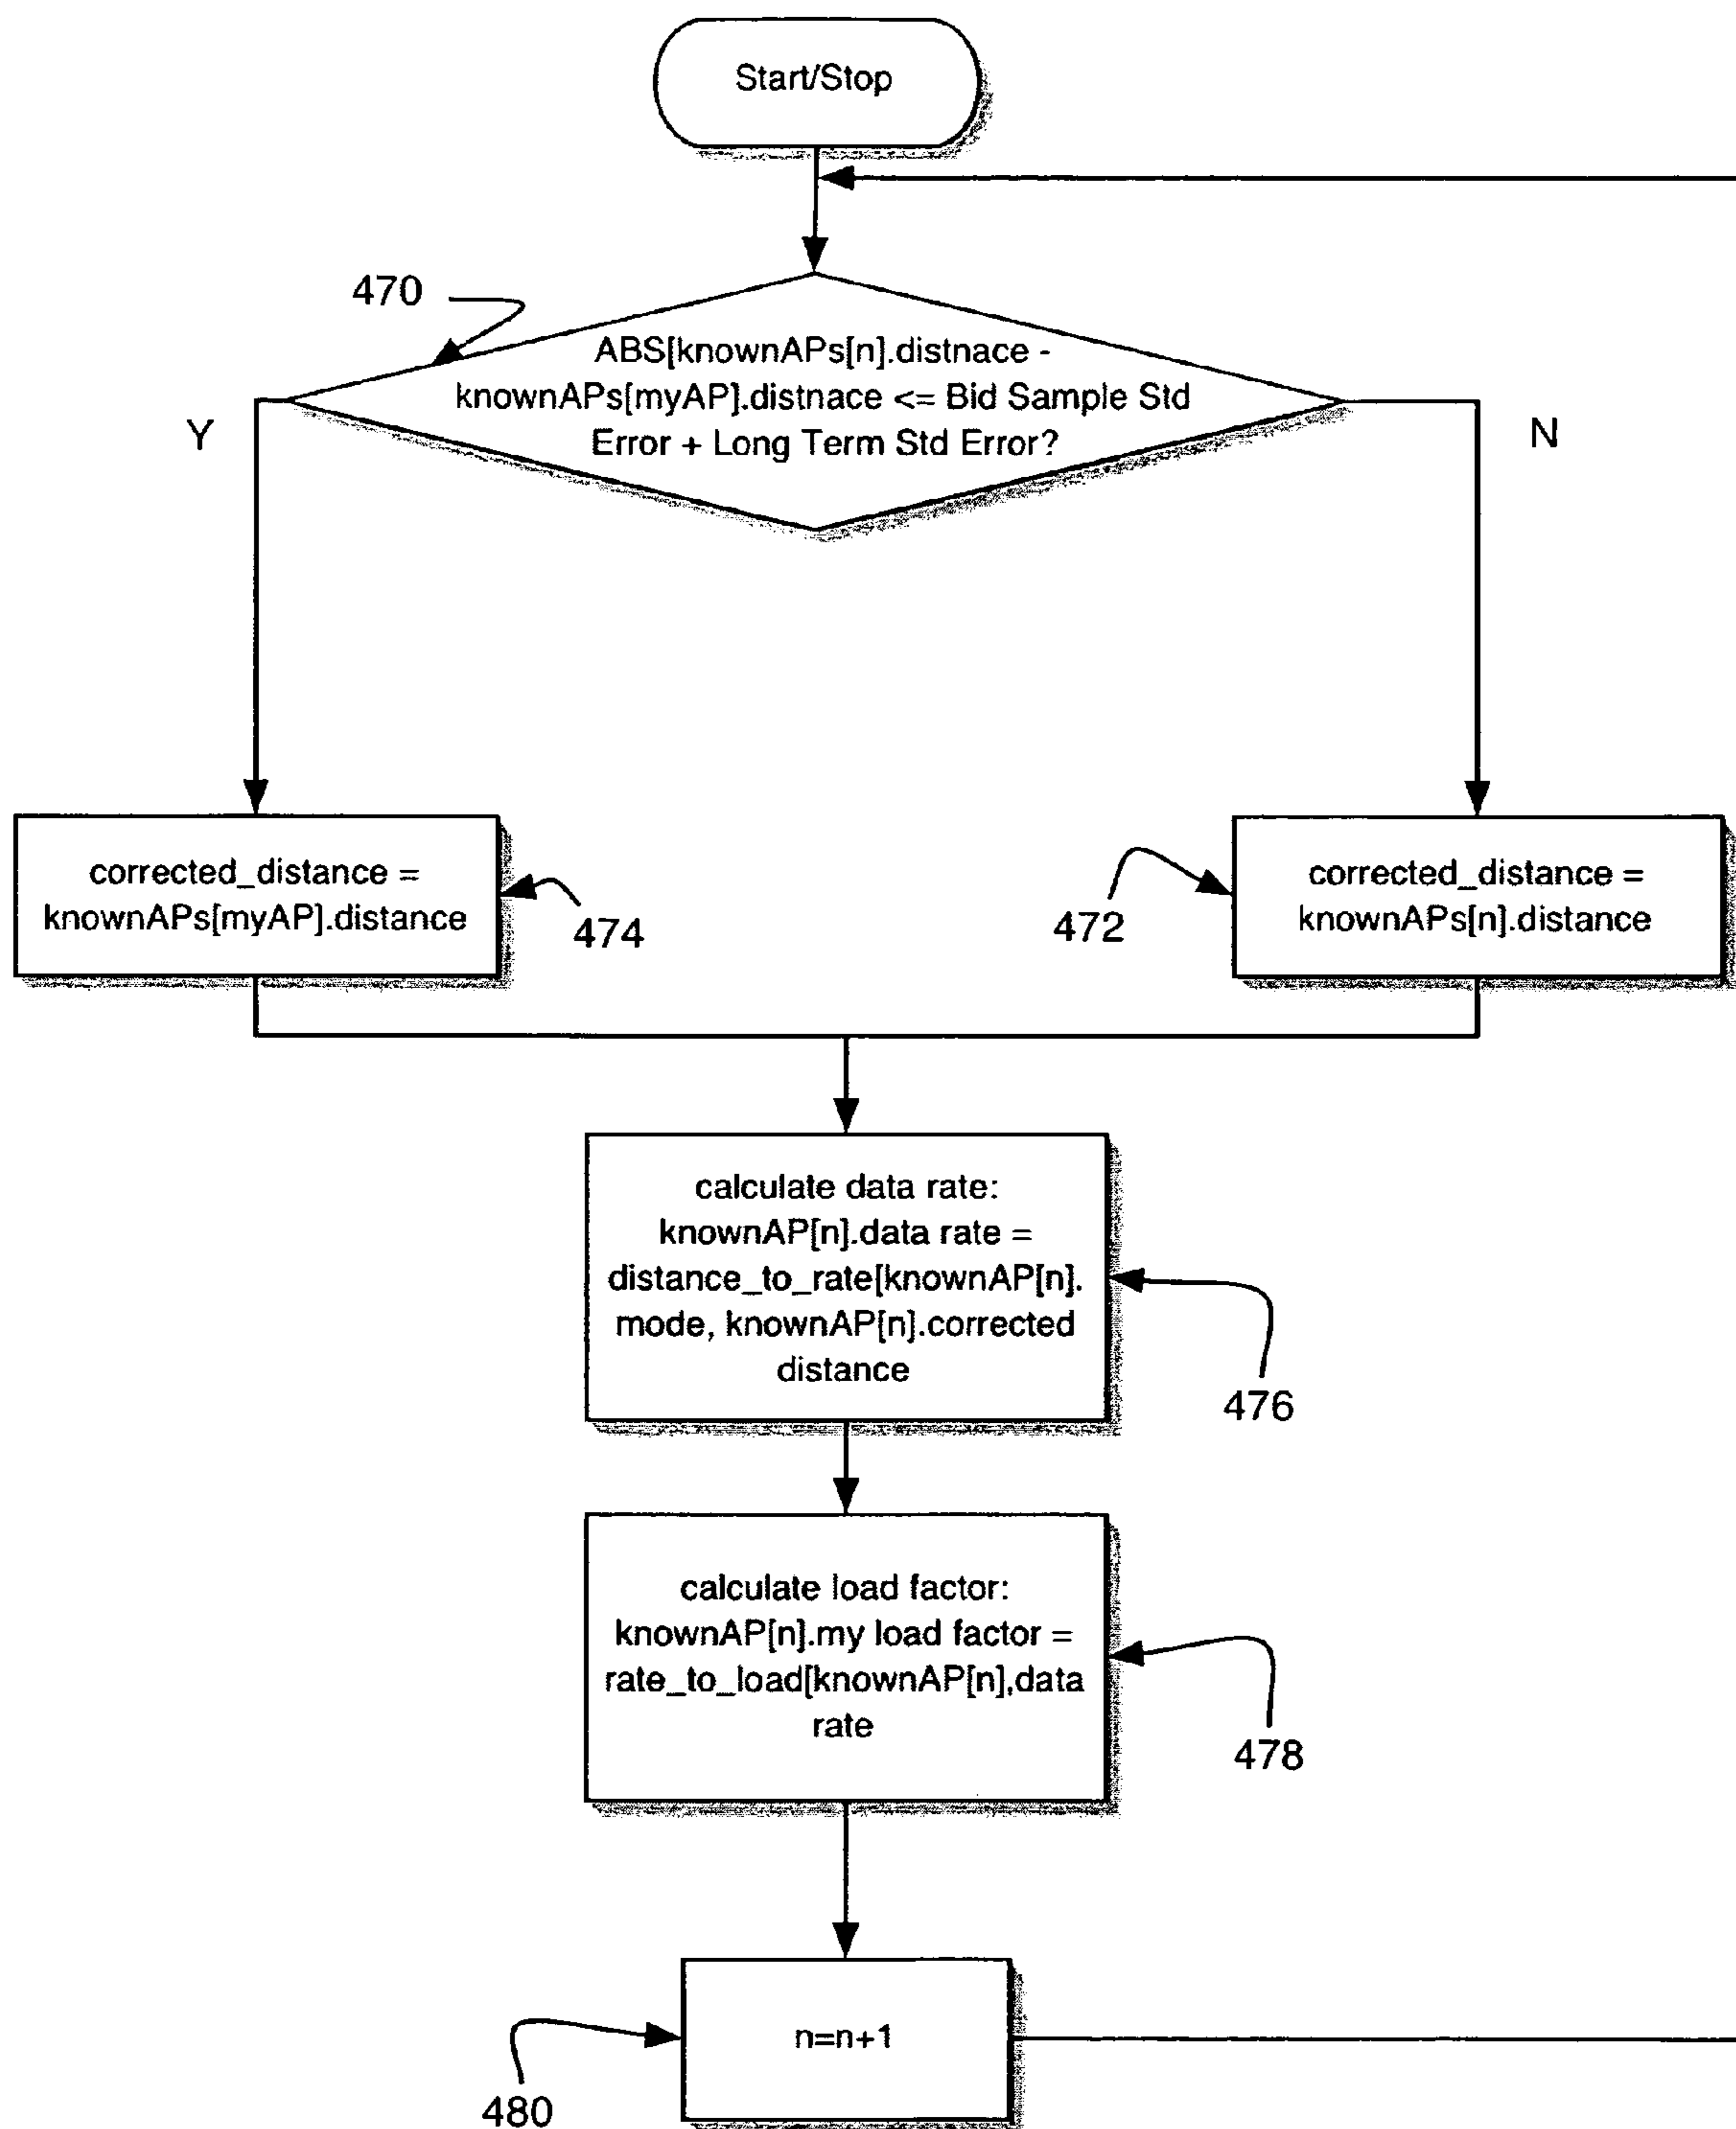 Start/Stop
470
ABS[knownAPs[n].distnace -
knownAPs[myAP].distnace <= Bid Sample Std
Error + Long Term Std Error?
Y
N
corrected_distance =
knownAPs[myAP].distance
474
472
corrected_distance =
knownAPs[n].distance
calculate data rate:
knownAP[n].data rate =
distance_to_rate[knownAP[n].
mode, knownAP[n].corrected
distance
476
calculate load factor:
knownAP[n].my load factor =
rate_to_load[knownAP[n],data
rate
478
n=n+1
480